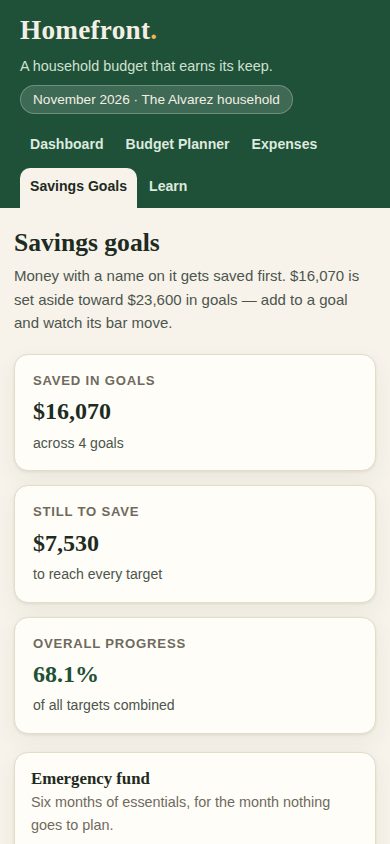 Homefront.
A household budget that earns its keep.
November 2026 · The Alvarez household
Dashboard Budget Planner Expenses
Savings Goals Learn
Savings goals
Money with a name on it gets saved first. $16,070 is
set aside toward $23,600 in goals — add to a goal
and watch its bar move.
SAVED IN GOALS
$16,070
across 4 goals
STILL TO SAVE
$7,530
to reach every target
OVERALL PROGRESS
68.1%
of all targets combined
Emergency fund
Six months of essentials, for the month nothing
goes to plan.